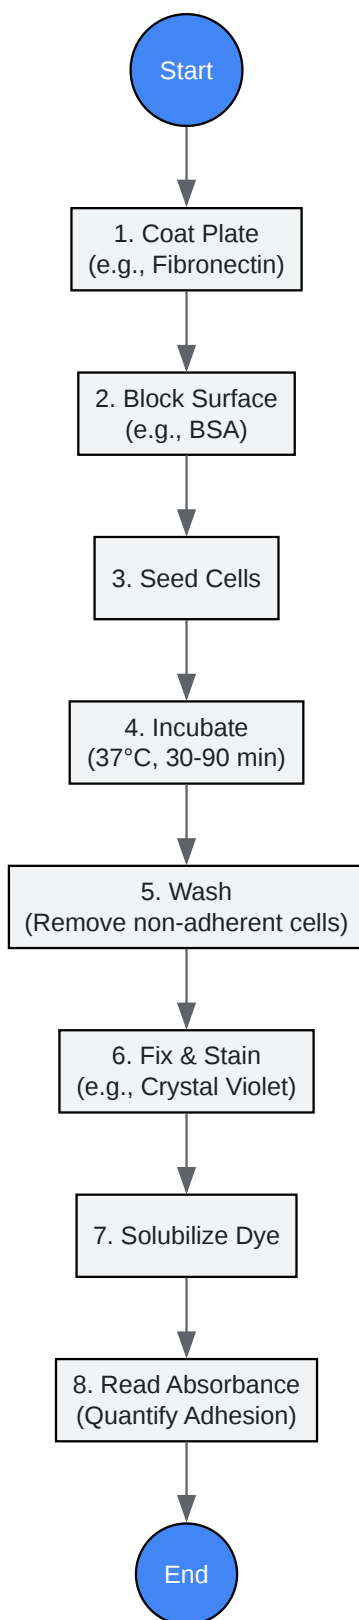 Start
1. Coat Plate
(e.g., Fibronectin)
2. Block Surface
(e.g., BSA)
3. Seed Cells
4. Incubate
(37°C, 30-90 min)
5. Wash
(Remove non-adherent cells)
6. Fix & Stain
(e.g., Crystal Violet)
7. Solubilize Dye
8. Read Absorbance
(Quantify Adhesion)
End